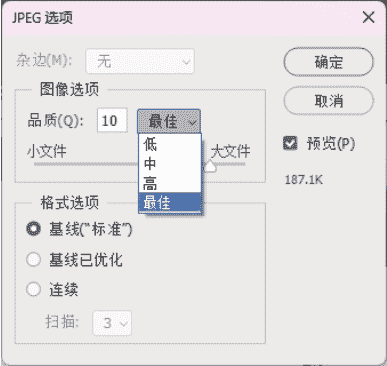 JPEG 选项
杂边(M): 无
确定
图像选项
取消
品质(Q): 10 最佳
低
预览(P)
小文件
中
大文件
高
187.1K
最佳
格式选项
基线("标准")
基线已优化
连续
扫描: 3